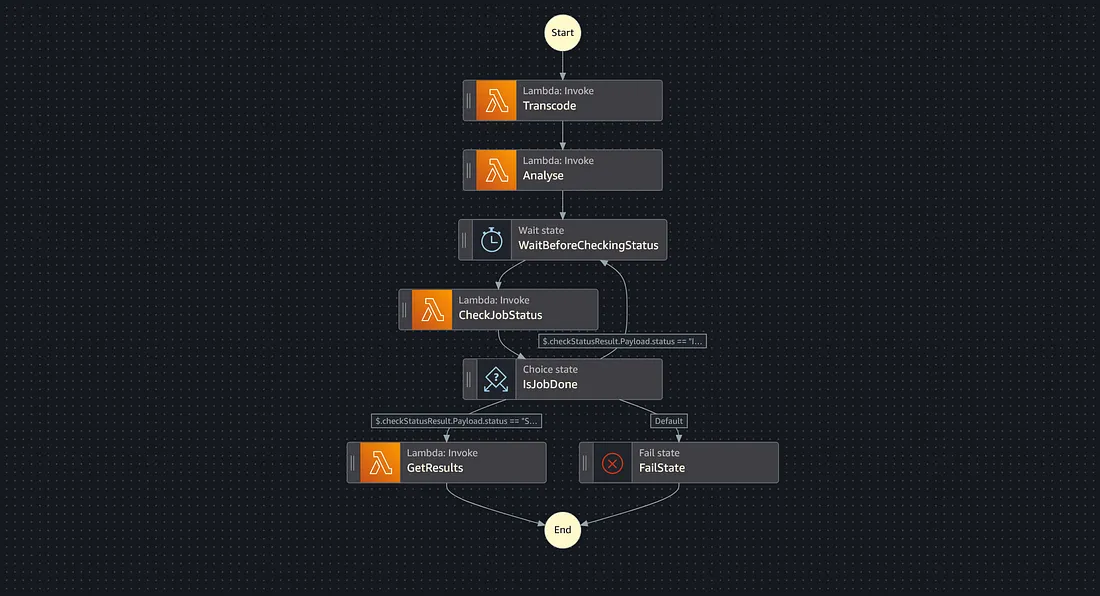 Start
Lambda: Invoke
Transcode
Lambda: Invoke
Analyse
Wait state
WaitBeforeCheckingStatus
Lambda: Invoke
CheckJobStatus
$.checkStatusResult.Payload.status == "I...
Choice state
IsJobDone
$.checkStatusResult.Payload.status == "S...
Default
Lambda: Invoke
GetResults
Fail state
FailState
End